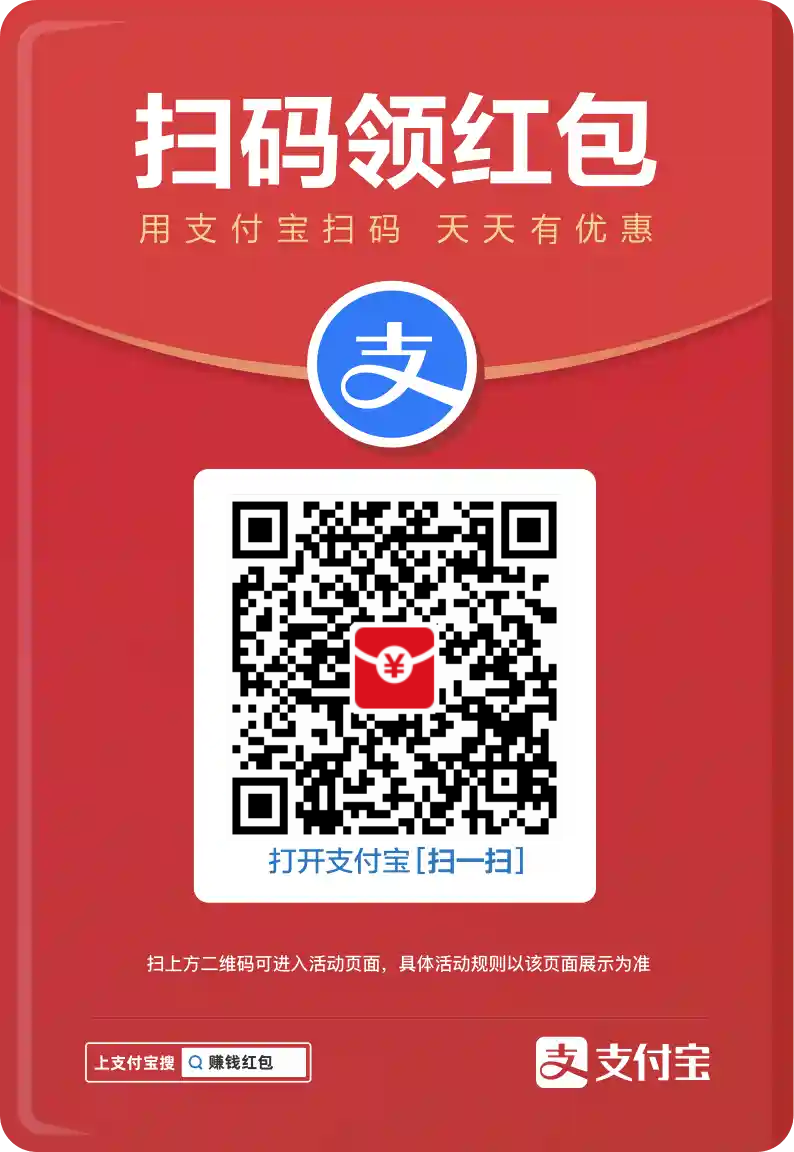 扫码领红包
用支付宝扫码 天天有优惠
支
¥
打开支付宝[扫一扫]
扫上方二维码可进入活动页面，具体活动规则以该页面展示为准
上支付宝搜 赚钱红包
支 支付宝